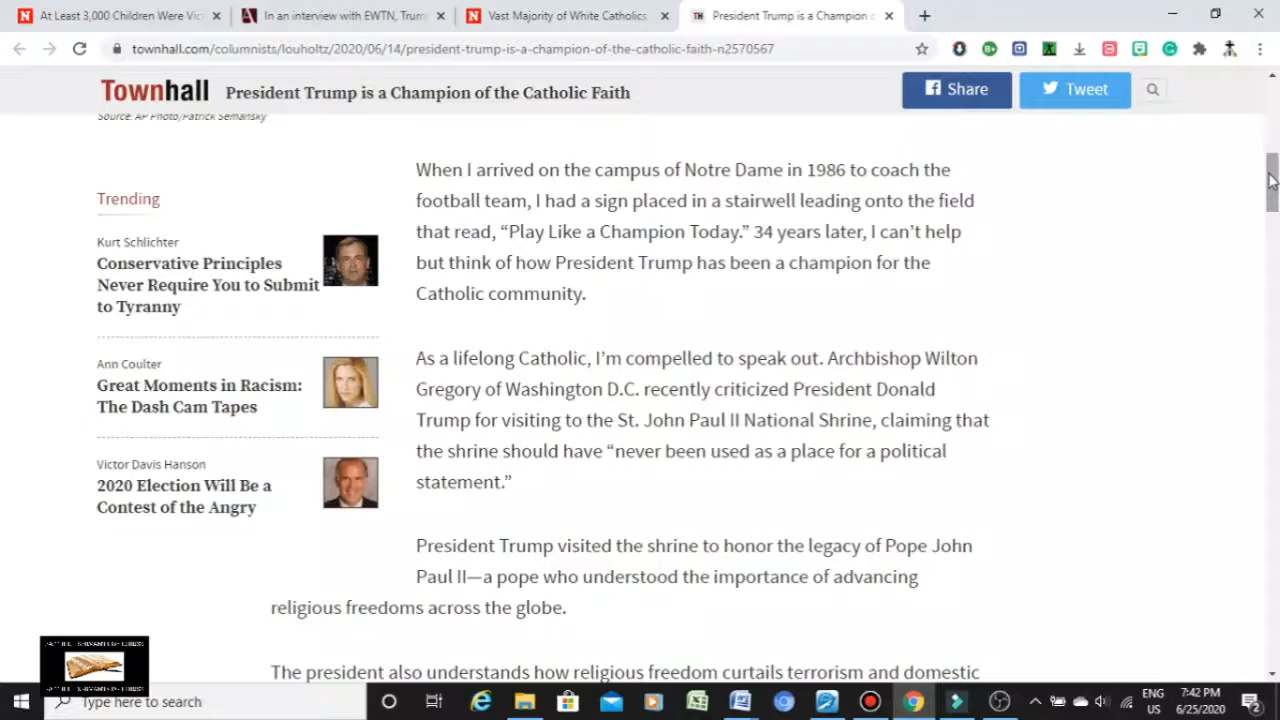 At Least 3,000 Children Were Vic
In an interview with EWTN, Trum
Vast Majority of White Catholics
President Trump is a Champion o
townhall.com/columnists/louholtz/2020/06/14/president-trump-is-a-champion-of-the-catholic-faith-n2570567
Townhall
President Trump is a Champion of the Catholic Faith
Share
Tweet
Source: AP Photo/Patrick Semansky
Trending
Kurt Schlichter
Conservative Principles
Never Require You to Submit
to Tyranny
Ann Coulter
Great Moments in Racism:
The Dash Cam Tapes
Victor Davis Hanson
2020 Election Will Be a
Contest of the Angry
When I arrived on the campus of Notre Dame in 1986 to coach the
football team, I had a sign placed in a stairwell leading onto the field
that read, “Play Like a Champion Today.” 34 years later, I can’t help
but think of how President Trump has been a champion for the
Catholic community.
As a lifelong Catholic, I’m compelled to speak out. Archbishop Wilton
Gregory of Washington D.C. recently criticized President Donald
Trump for visiting to the St. John Paul II National Shrine, claiming that
the shrine should have “never been used as a place for a political
statement.”
President Trump visited the shrine to honor the legacy of Pope John
Paul II—a pope who understood the importance of advancing
religious freedoms across the globe.
The president also understands how religious freedom curtails terrorism and domestic
Type here to search
ENG
US
7:42 PM
6/25/2020
2